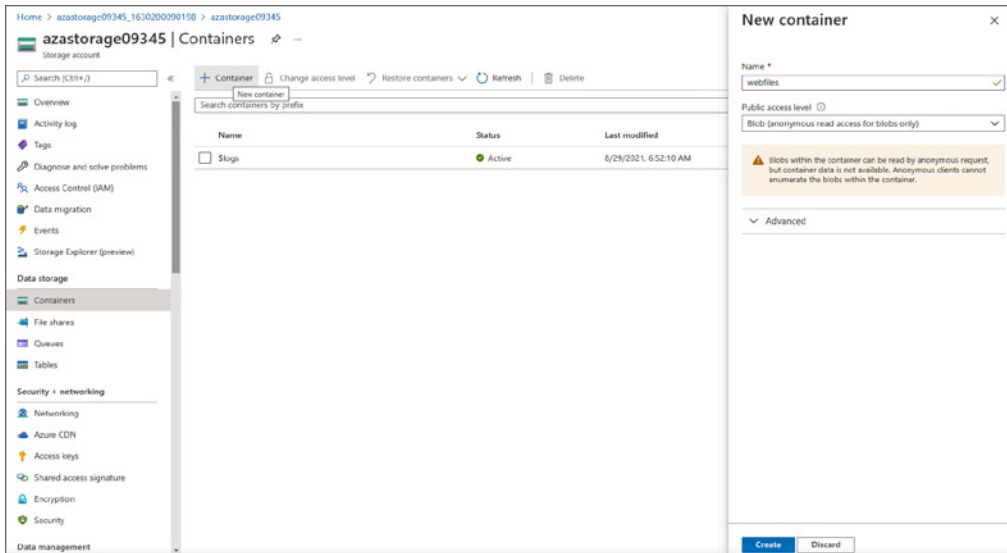 Home > azastorage09345_1630200090198 > azastorage09345
azastorage09345 | Containers
Storage account
Search (Ctrl+/)
Overview
Activity log
Tags
Diagnose and solve problems
Access Control (IAM)
Data migration
Events
Storage Explorer (preview)
Data storage
Containers
File shares
Queues
Tables
Security + networking
Networking
Azure CDN
Access keys
Shared access signature
Encryption
Security
Data management
+ Container Change access level Restore containers Refresh Delete
New container
Search containers by prefix
Name Status Last modified
$logs Active 8/29/2021, 6:52:10 AM
New container
Name *
webfiles
Public access level
Blob (anonymous read access for blobs only)
Blobs within the container can be read by anonymous request,
but container data is not available. Anonymous clients cannot
enumerate the blobs within the container.
Advanced
Create Discard